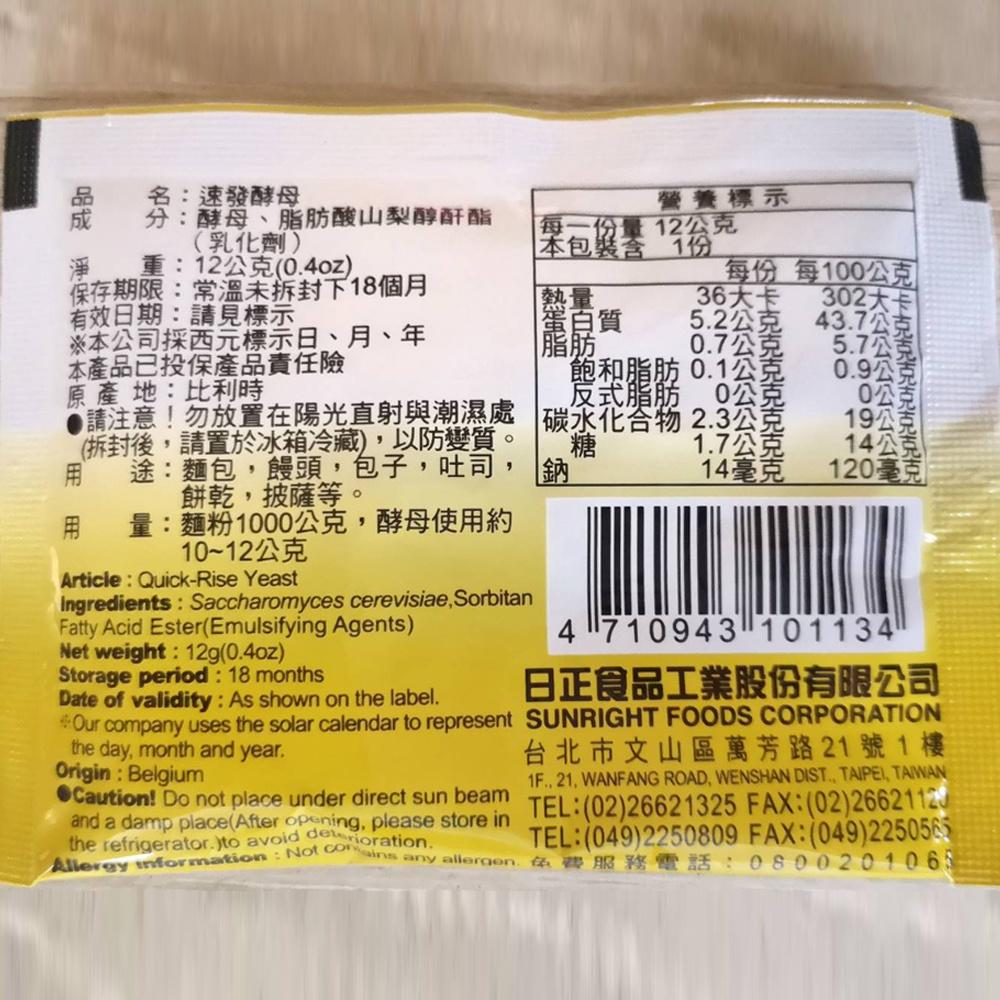 品 名：速發酵母
成 分：酵母、脂肪酸山梨醇酐酯
（乳化劑）
淨 重：12公克(0.4oz)
保存期限：常溫未拆封下18個月
有效日期：請見標示
※本公司採西元標示日、月、年
本產品已投保產品責任險
原 產 地：比利時
●請注意！勿放置在陽光直射與潮濕處
(拆封後，請置於冰箱冷藏)，以防變質。
用 途：麵包，饅頭，包子，吐司，
餅乾，披薩等。
用 量：麵粉1000公克，酵母使用約
10~12公克
Article : Quick-Rise Yeast
Ingredients : Saccharomyces cerevisiae,Sorbitan
Fatty Acid Ester(Emulsifying Agents)
Net weight : 12g(0.4oz)
Storage period : 18 months
Date of validity : As shown on the label.
※Our company uses the solar calendar to represent
the day, month and year.
Origin : Belgium
●Caution! Do not place under direct sun beam
and a damp place(After opening, please store in
the refrigerator.)to avoid deterioration.
Allergy information : Not contains any allergen.
營養標示
每一份量 12公克
本包裝含 1份
每份 每100公克
熱量 36大卡 302大卡
蛋白質 5.2公克 43.7公克
脂肪 0.7公克 5.7公克
飽和脂肪 0.1公克 0.9公克
反式脂肪 0公克 0公克
碳水化合物 2.3公克 19公克
糖 1.7公克 14公克
鈉 14毫克 120毫克
4 710943 101134
日正食品工業股份有限公司
SUNRIGHT FOODS CORPORATION
台北市文山區萬芳路21號1樓
1F., 21, WANFANG ROAD, WENSHAN DIST., TAIPEI, TAIWAN
TEL:(02)26621325 FAX:(02)26621120
TEL:(049)2250809 FAX:(049)2250565
免費服務電話：0800201068